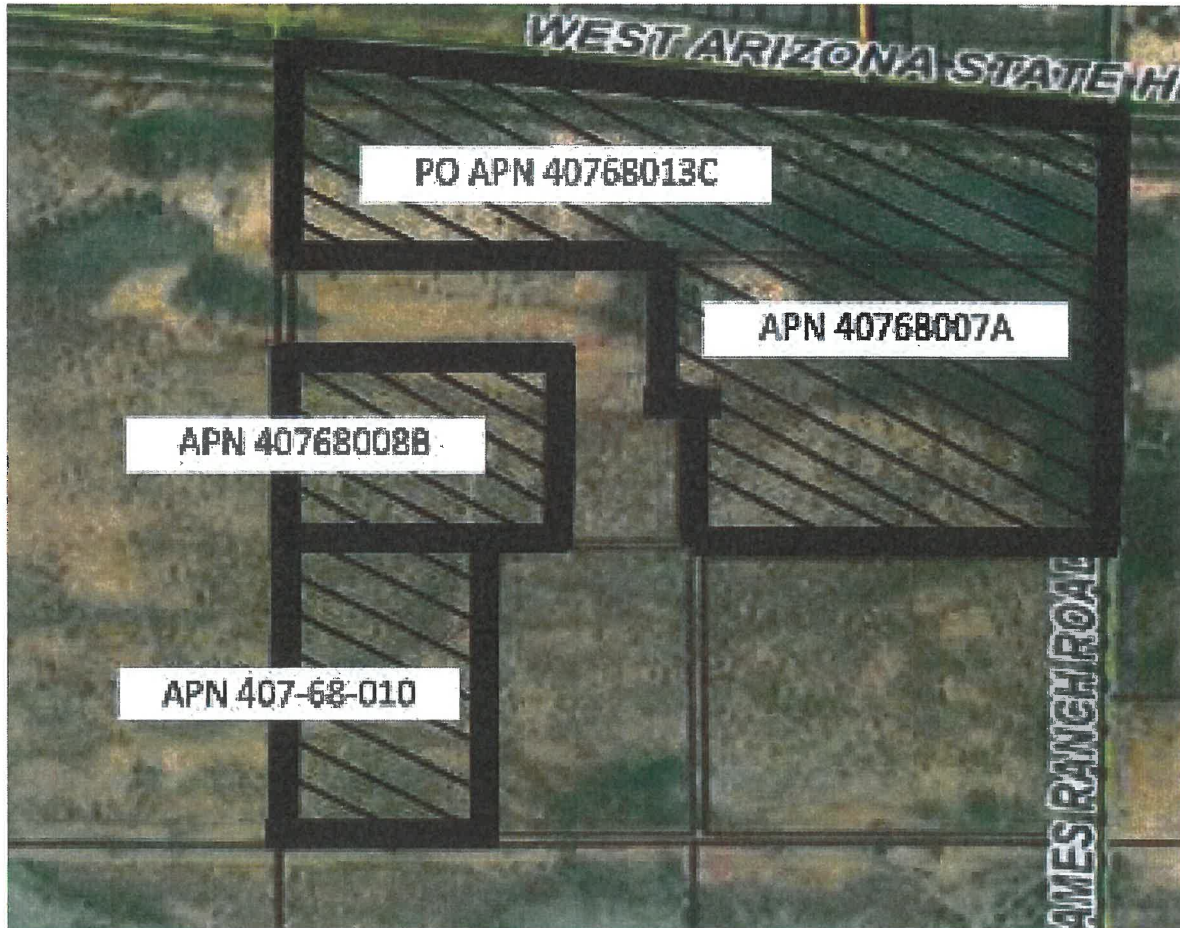 WEST ARIZONA STATE H
PO APN 40768013C
APN 40768007A
APN 40768008B
APN 407-68-010
AMES RANCH ROAD